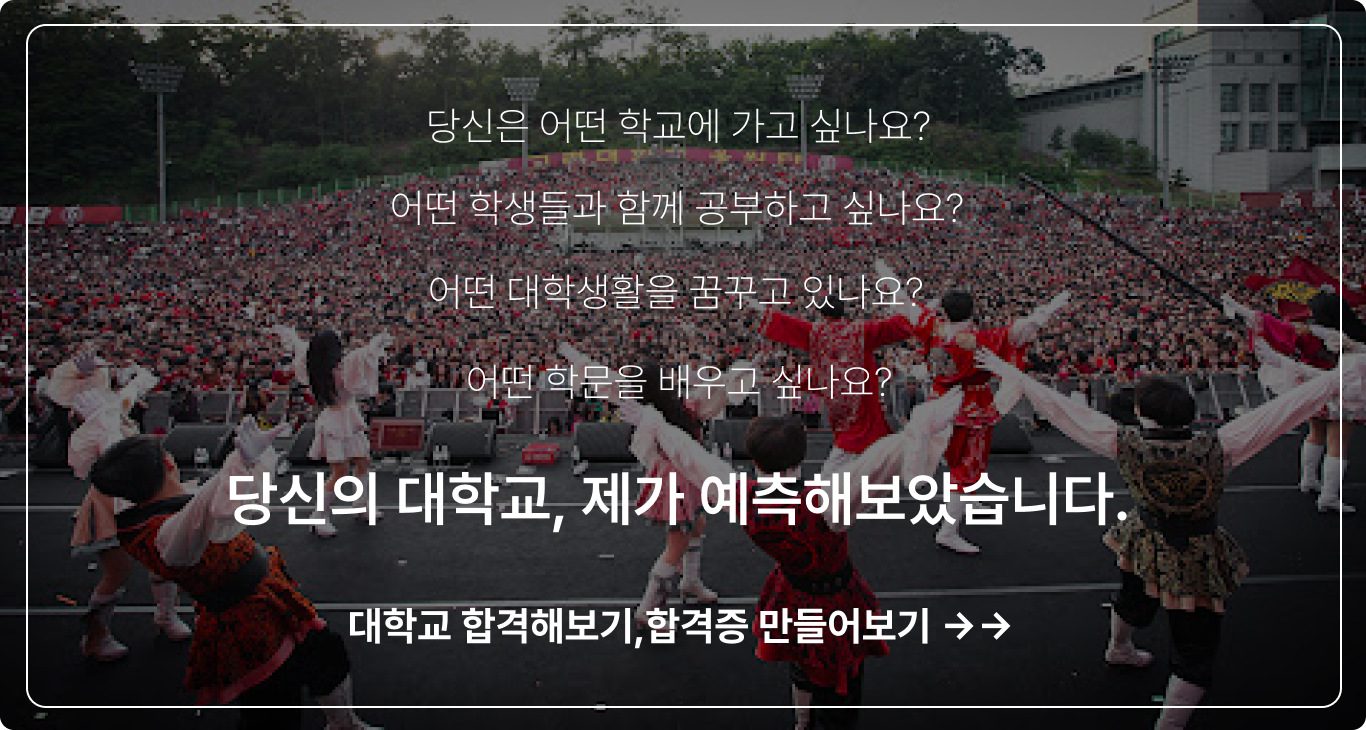 당신은 어떤 학교에 가고 싶나요?
어떤 학생들과 함께 공부하고 싶나요?
어떤 대학생활을 꿈꾸고 있나요?
어떤 학문을 배우고 싶나요?
당신의 대학교, 제가 예측해보았습니다.
대학교 합격해보기,합격증 만들어보기 →→